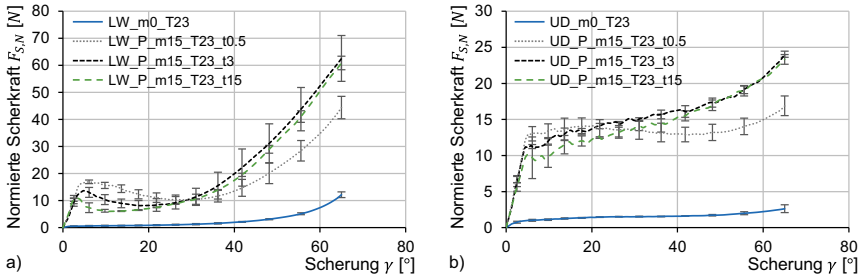 Normierte Scherkraft F_S,N [N]
80
70
60
50
40
30
20
10
0
LW_m0_T23
LW_P_m15_T23_t0.5
LW_P_m15_T23_t3
LW_P_m15_T23_t15
0 20 40 60 80
a) Scherung γ [°]
Normierte Scherkraft F_S,N [N]
30
25
20
15
10
5
0
UD_m0_T23
UD_P_m15_T23_t0.5
UD_P_m15_T23_t3
UD_P_m15_T23_t15
0 20 40 60 80
b) Scherung γ [°]